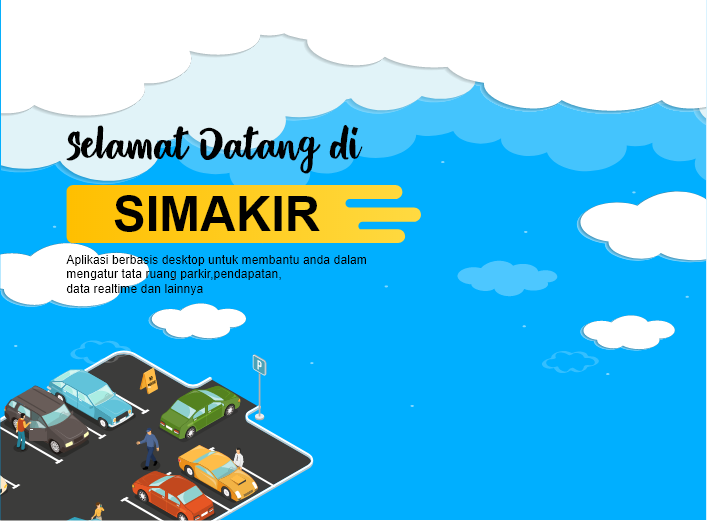 Selamat Datang di
SIMAKIR
Aplikasi berbasis desktop untuk membantu anda dalam
mengatur tata ruang parkir,pendapatan,
data realtime dan lainnya
P